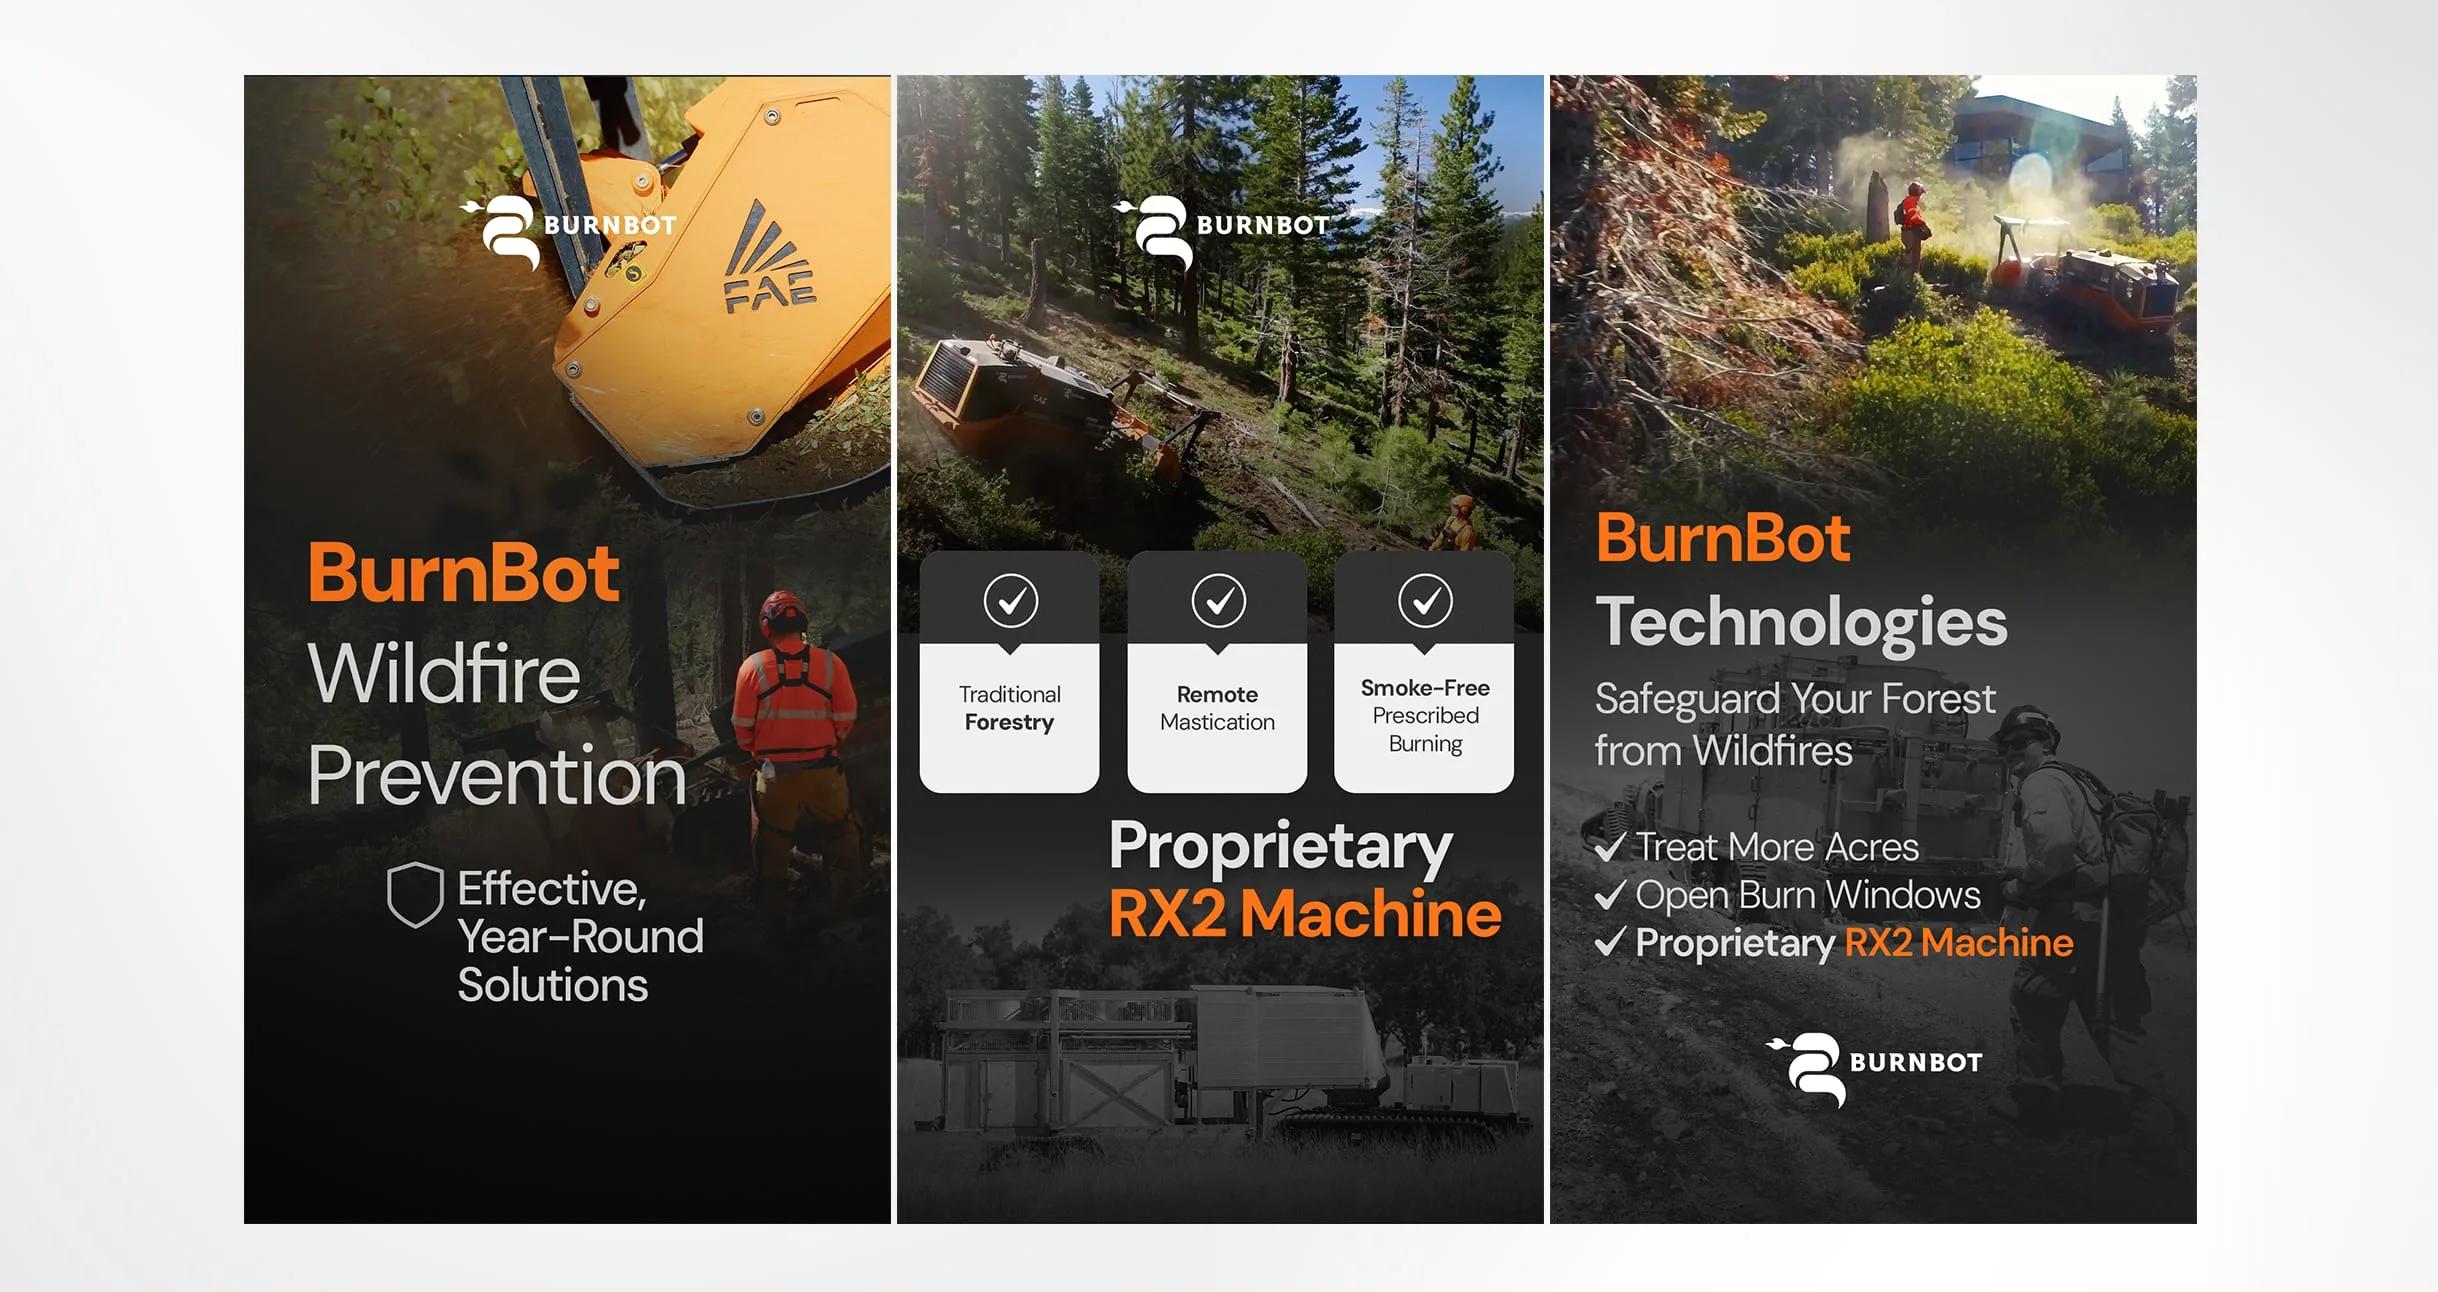 BURNBOT
FAE
BurnBot
Wildfire
Prevention
Effective,
Year-Round
Solutions
BURNBOT
Traditional
Forestry
Remote
Mastication
Smoke-Free
Prescribed
Burning
Proprietary
RX2 Machine
BurnBot
Technologies
Safeguard Your Forest
from Wildfires
Treat More Acres
Open Burn Windows
Proprietary RX2 Machine
BURNBOT